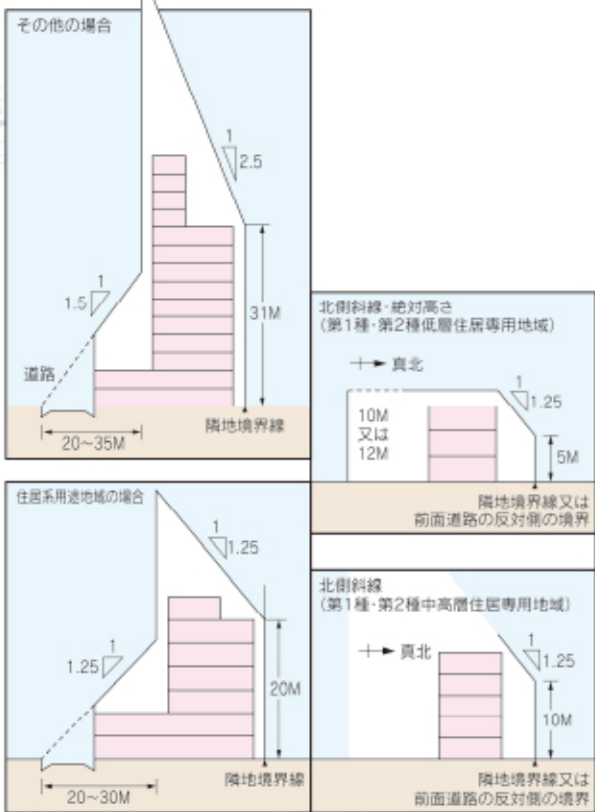 その他の場合
1
2.5
1
1.5
31M
道路
隣地境界線
20~35M
北側斜線・絶対高さ
(第1種・第2種低層住居専用地域)
真北
1
1.25
10M
又は
12M
5M
隣地境界線又は
前面道路の反対側の境界
住居系用途地域の場合
1
1.25
1
1.25
20M
隣地境界線
20~30M
北側斜線
(第1種・第2種中高層住居専用地域)
真北
1
1.25
10M
隣地境界線又は
前面道路の反対側の境界